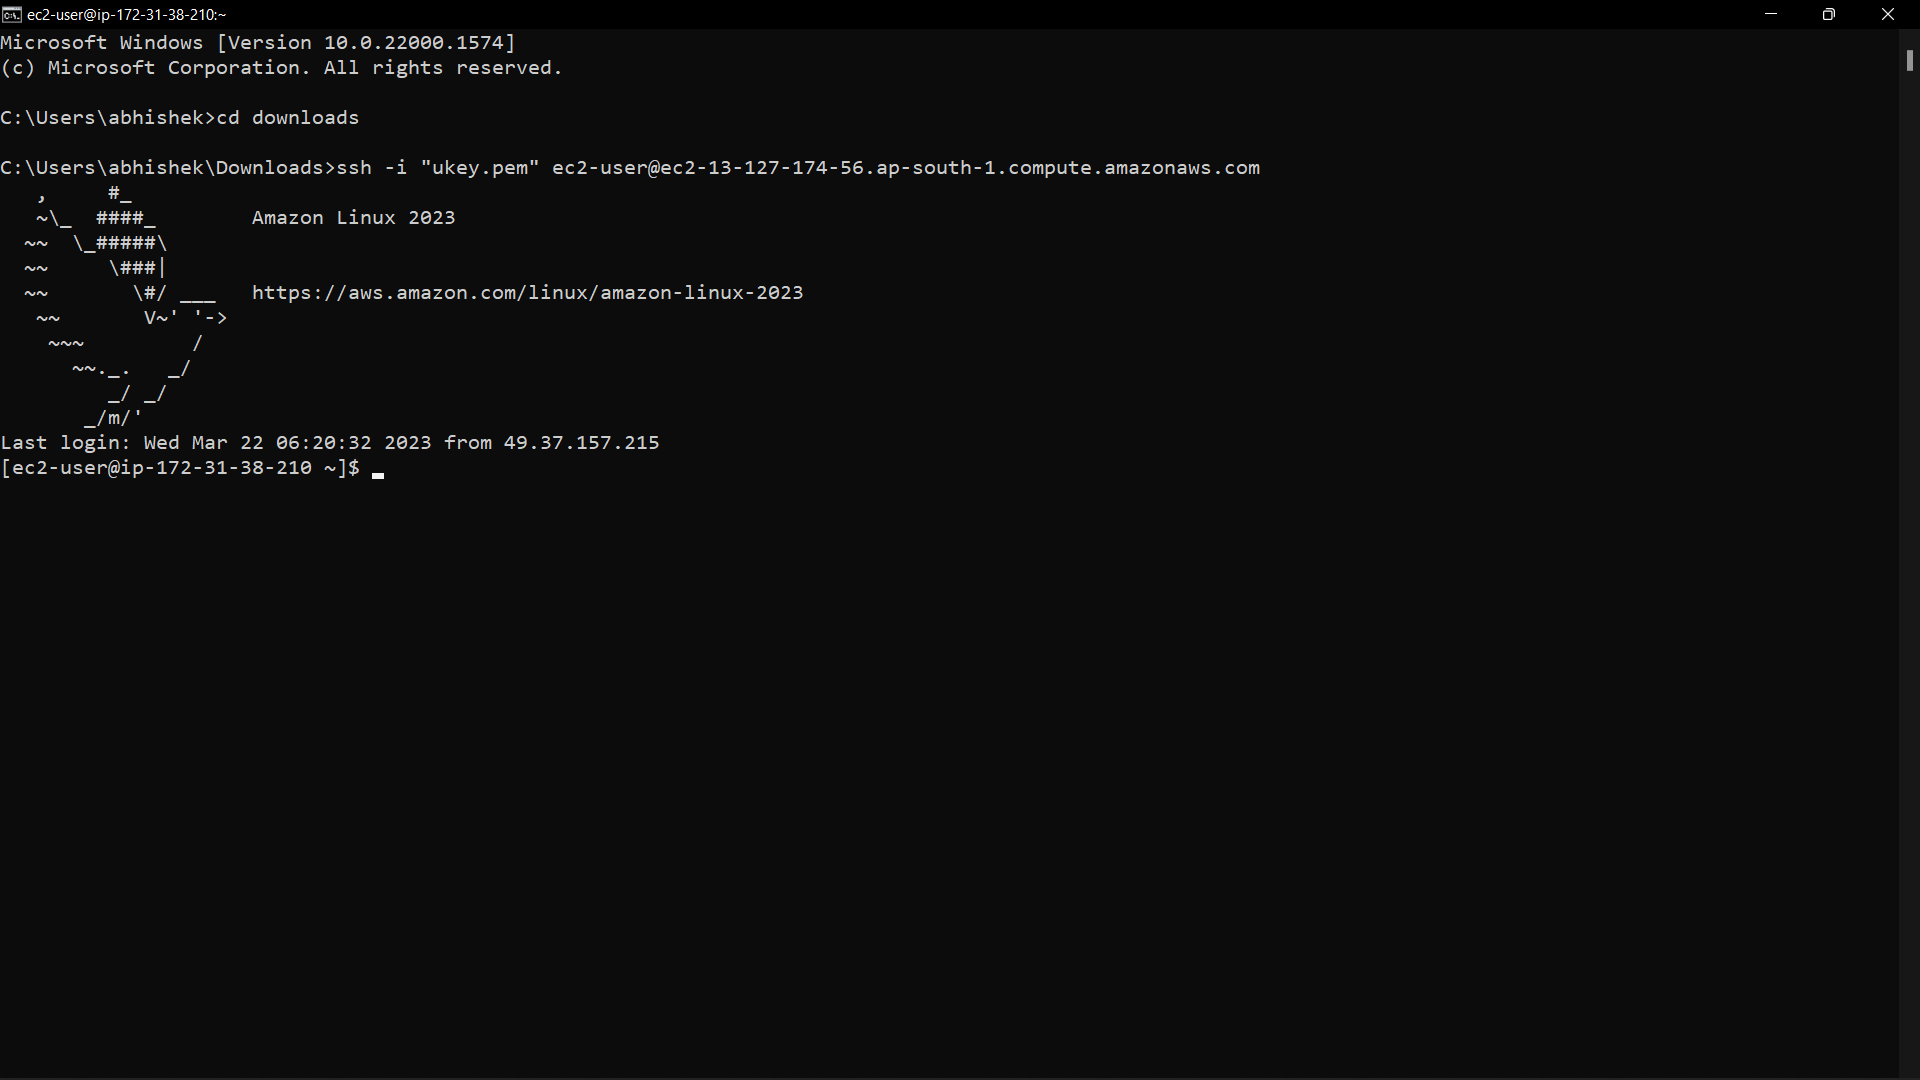 ec2-user@ip-172-31-38-210:~
Microsoft Windows [Version 10.0.22000.1574]
(c) Microsoft Corporation. All rights reserved.

C:\Users\abhishek>cd downloads

C:\Users\abhishek\Downloads>ssh -i "ukey.pem" ec2-user@ec2-13-127-174-56.ap-south-1.compute.amazonaws.com
   ,     #_
   ~\_  ####_        Amazon Linux 2023
  ~~  \_#####\
  ~~     \###|
  ~~       \#/ ___   https://aws.amazon.com/linux/amazon-linux-2023
   ~~       V~' '->
    ~~~         /
      ~~._.   _/
         _/ _/
       _/m/'
Last login: Wed Mar 22 06:20:32 2023 from 49.37.157.215
[ec2-user@ip-172-31-38-210 ~]$